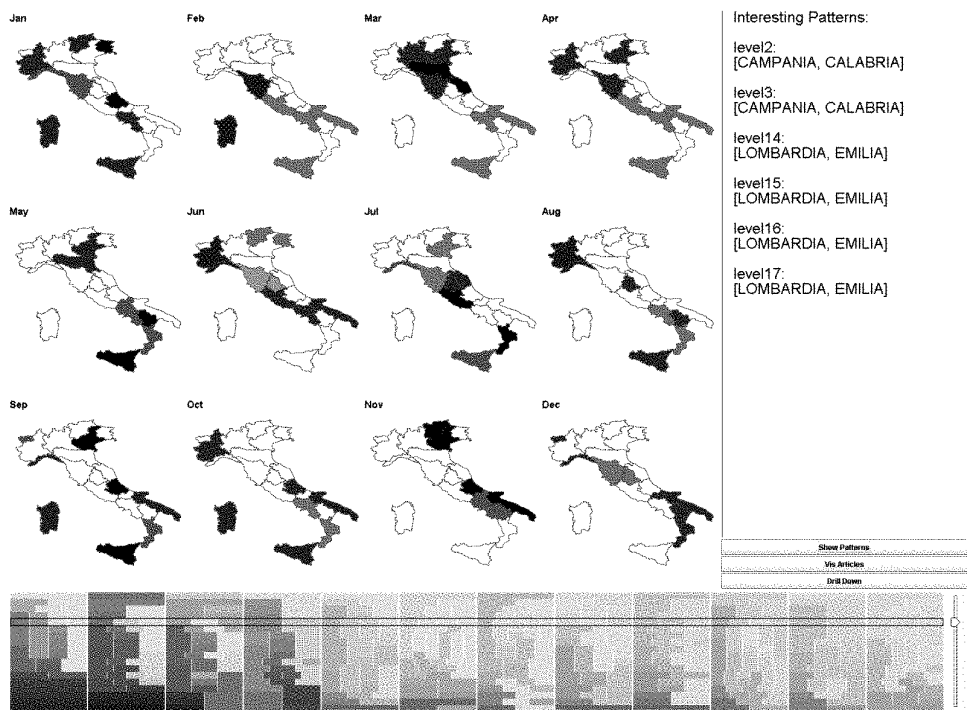 Jan
Feb
Mar
Apr
May
Jun
Jul
Aug
Sep
Oct
Nov
Dec
Interesting Patterns:
level2:
[CAMPANIA, CALABRIA]
level3:
[CAMPANIA, CALABRIA]
level14:
[LOMBARDIA, EMILIA]
level15:
[LOMBARDIA, EMILIA]
level16:
[LOMBARDIA, EMILIA]
level17:
[LOMBARDIA, EMILIA]
Show Patterns
Vis Articles
Drill Down